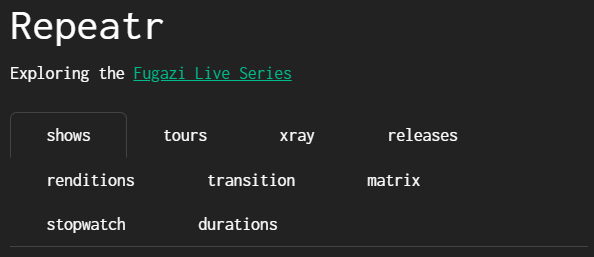 Repeatr
Exploring the Fugazi Live Series
shows tours xray releases
renditions transition matrix
stopwatch durations